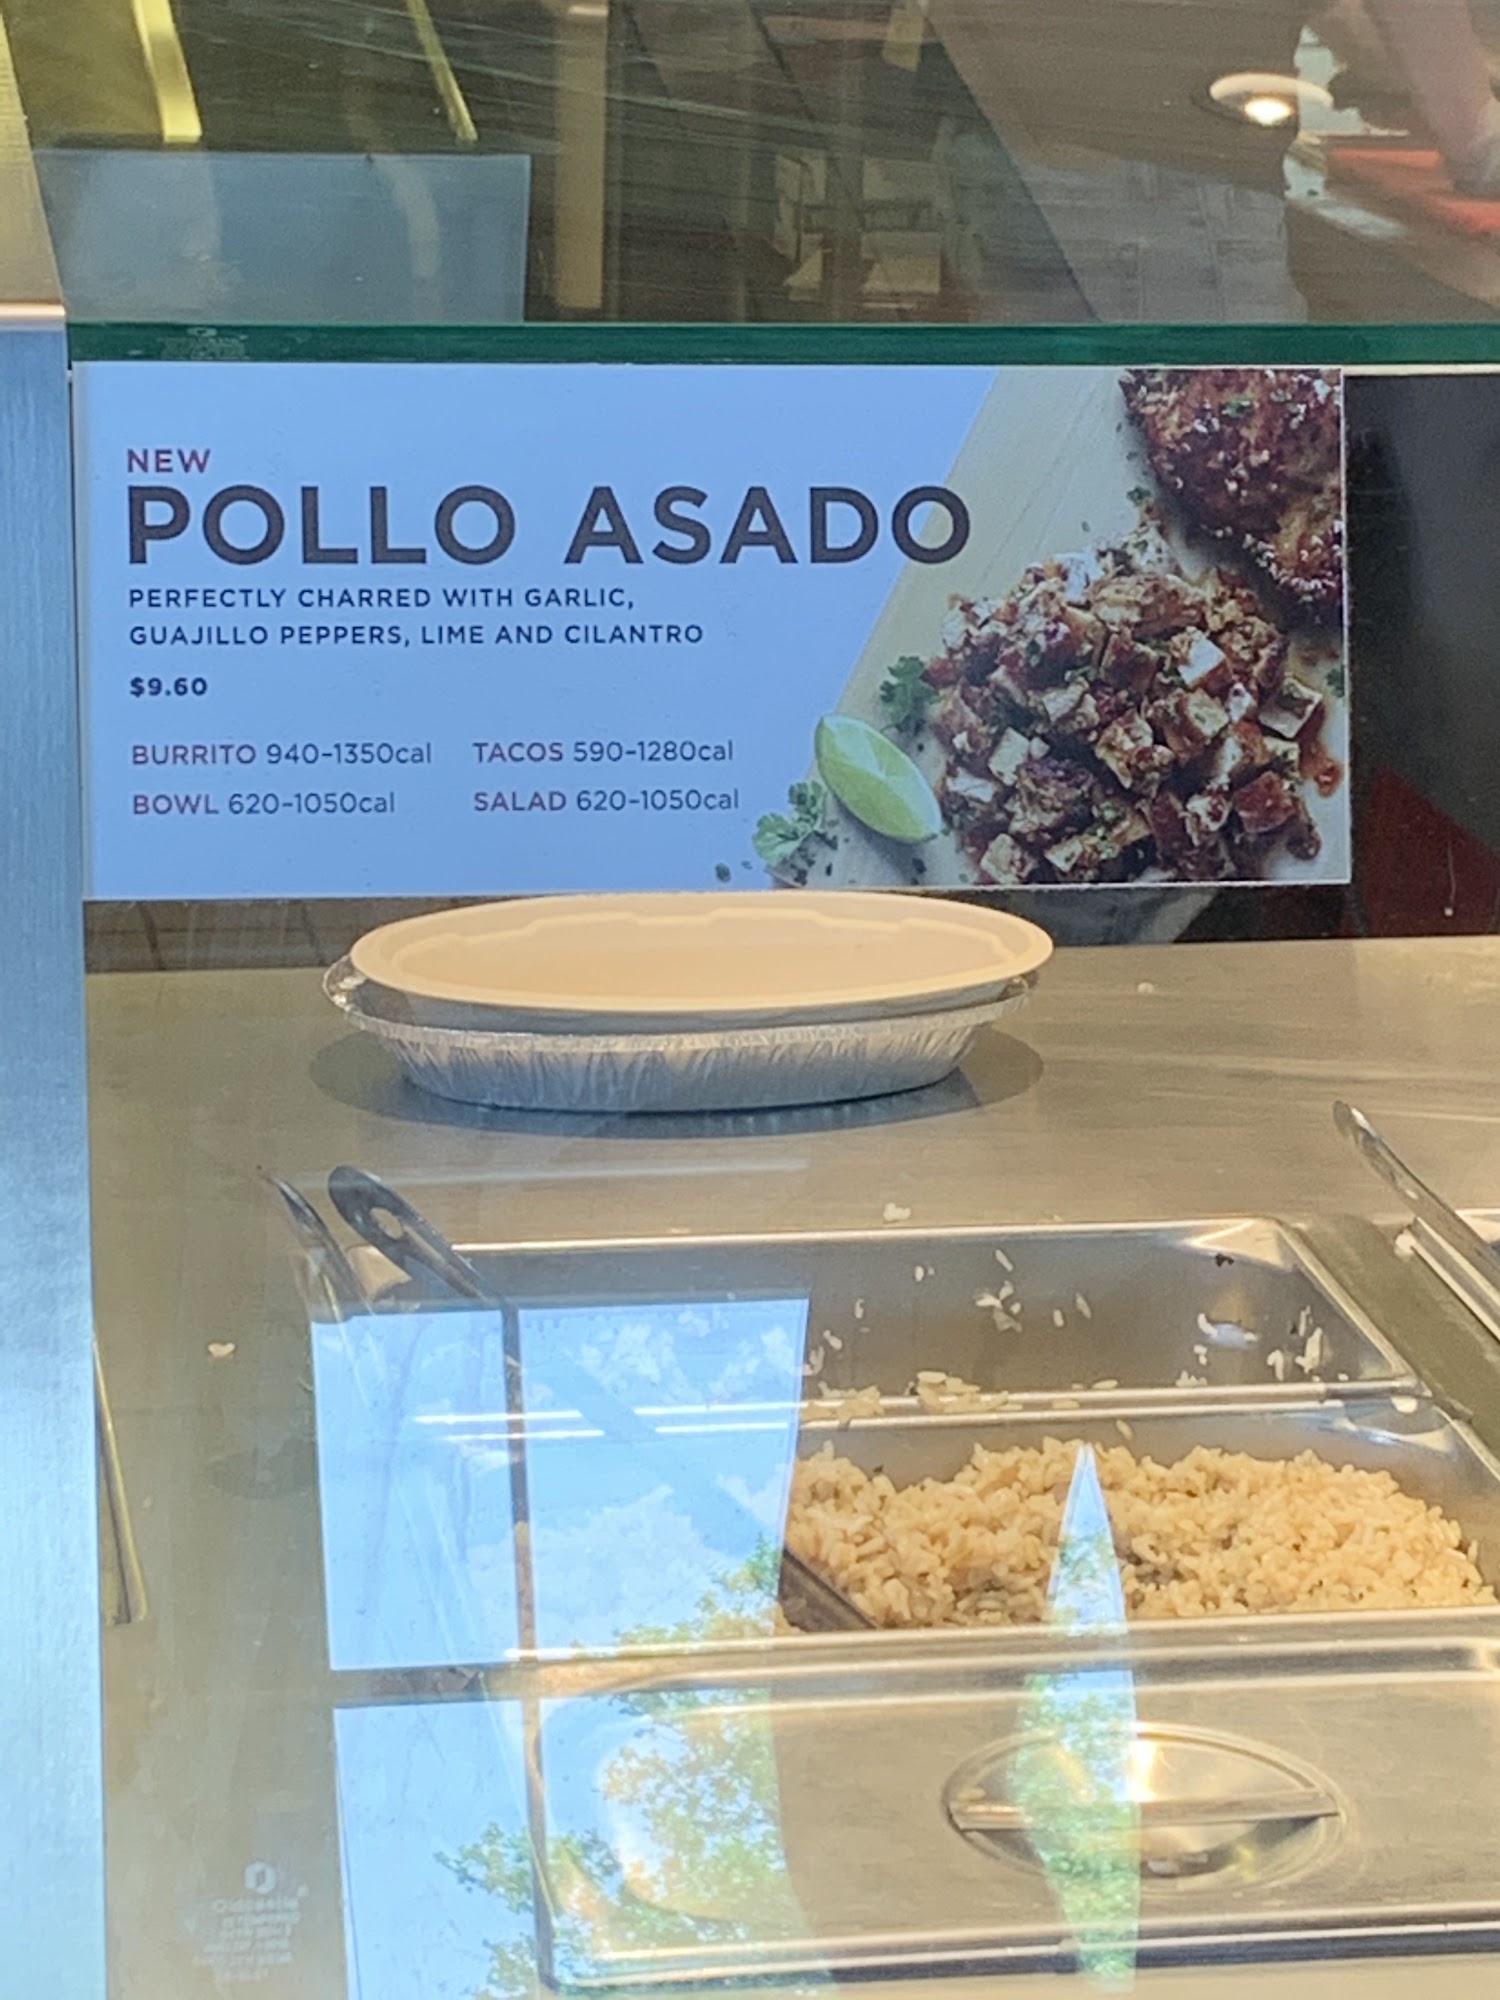 NEW
POLLO ASADO
PERFECTLY CHARRED WITH GARLIC,
GUAJILLO PEPPERS, LIME AND CILANTRO
$9.60
BURRITO 940-1350cal TACOS 590-1280cal
BOWL 620-1050cal SALAD 620-1050cal